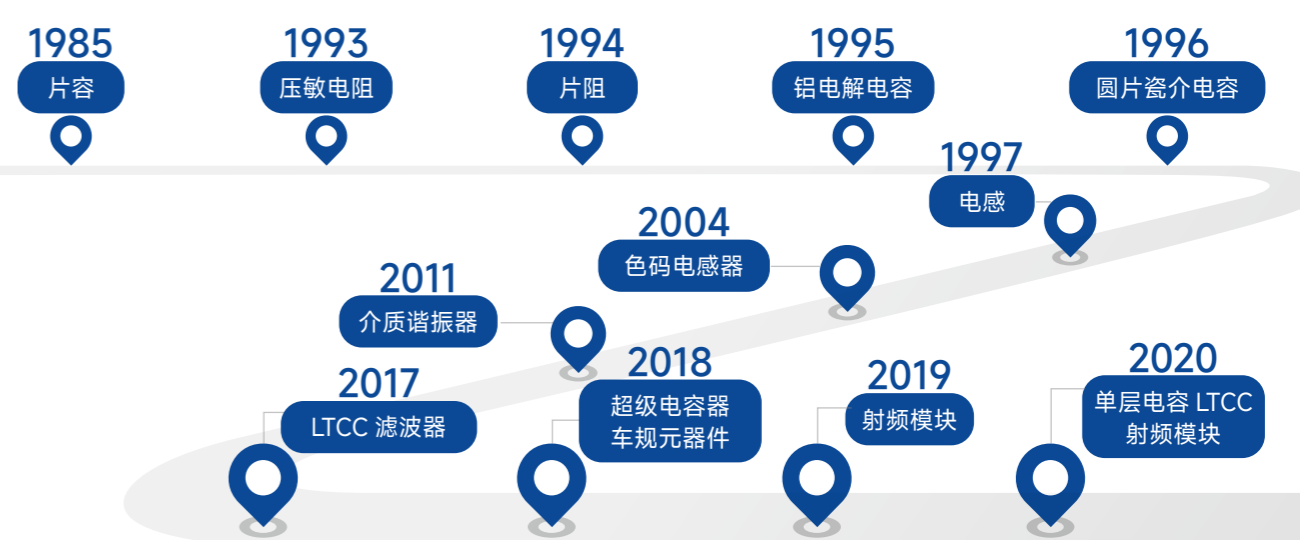 1985
片容
1993
压敏电阻
1994
片阻
1995
铝电解电容
1996
圆片瓷介电容
1997
电感
2004
色码电感器
2011
介质谐振器
2017
LTCC 滤波器
2018
超级电容器
车规元器件
2019
射频模块
2020
单层电容 LTCC
射频模块